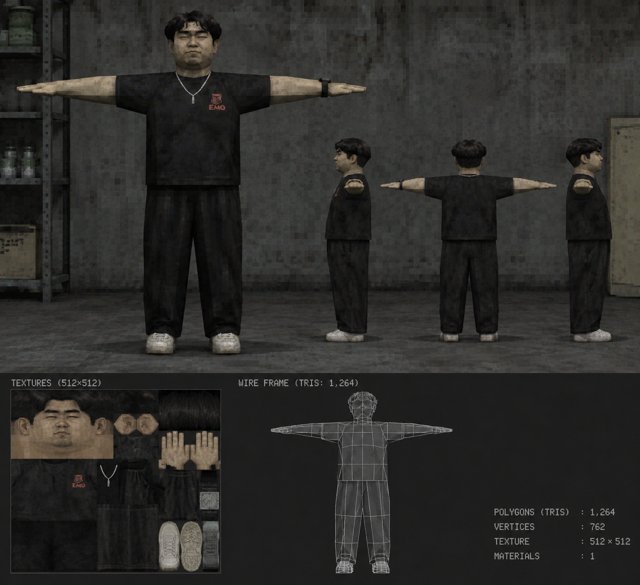 EMO
TEXTURES (512×512)
WIRE FRAME (TRIS: 1,264)
POLYGONS (TRIS) : 1,264
VERTICES : 762
TEXTURE : 512 × 512
MATERIALS : 1